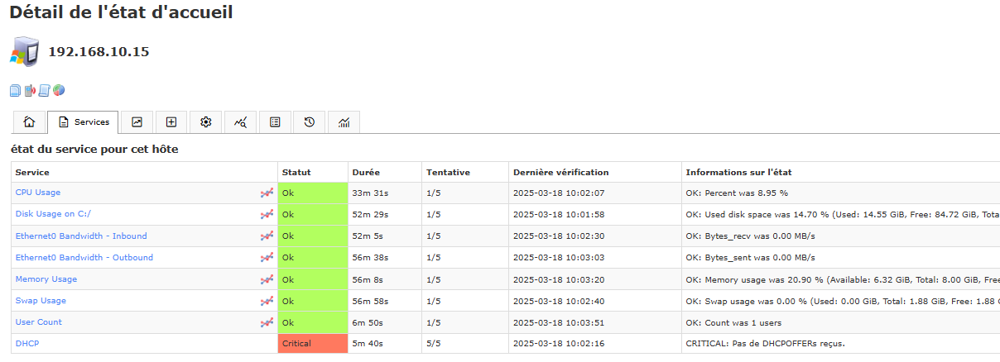 Détail de l'état d'accueil
192.168.10.15
Services
état du service pour cet hôte
Service Statut Durée Tentative Dernière vérification Informations sur l'état
CPU Usage Ok 33m 31s 1/5 2025-03-18 10:02:07 OK: Percent was 8.95 %
Disk Usage on C:/ Ok 52m 29s 1/5 2025-03-18 10:01:58 OK: Used disk space was 14.70 % (Used: 14.55 GiB, Free: 84.72 GiB, Tota
Ethernet0 Bandwidth - Inbound Ok 52m 5s 1/5 2025-03-18 10:02:30 OK: Bytes_recv was 0.00 MB/s
Ethernet0 Bandwidth - Outbound Ok 56m 38s 1/5 2025-03-18 10:03:03 OK: Bytes_sent was 0.00 MB/s
Memory Usage Ok 56m 8s 1/5 2025-03-18 10:03:20 OK: Memory usage was 20.90 % (Available: 6.32 GiB, Total: 8.00 GiB, Free
Swap Usage Ok 56m 58s 1/5 2025-03-18 10:02:40 OK: Swap usage was 0.00 % (Used: 0.00 GiB, Total: 1.88 GiB, Free: 1.88 G
User Count Ok 6m 50s 1/5 2025-03-18 10:03:51 OK: Count was 1 users
DHCP Critical 5m 40s 5/5 2025-03-18 10:02:16 CRITICAL: Pas de DHCPOFFERs reçus.